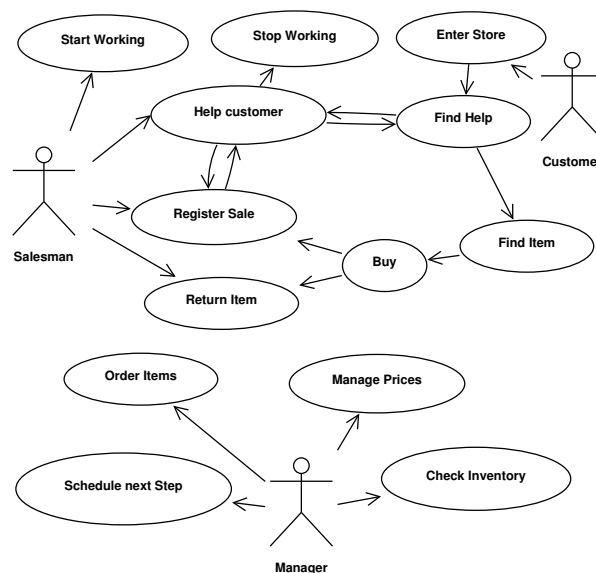 Start Working
Stop Working
Enter Store
Help customer
Find Help
Custome
Salesman
Register Sale
Find Item
Buy
Return Item
Order Items
Manage Prices
Schedule next Step
Check Inventory
Manager